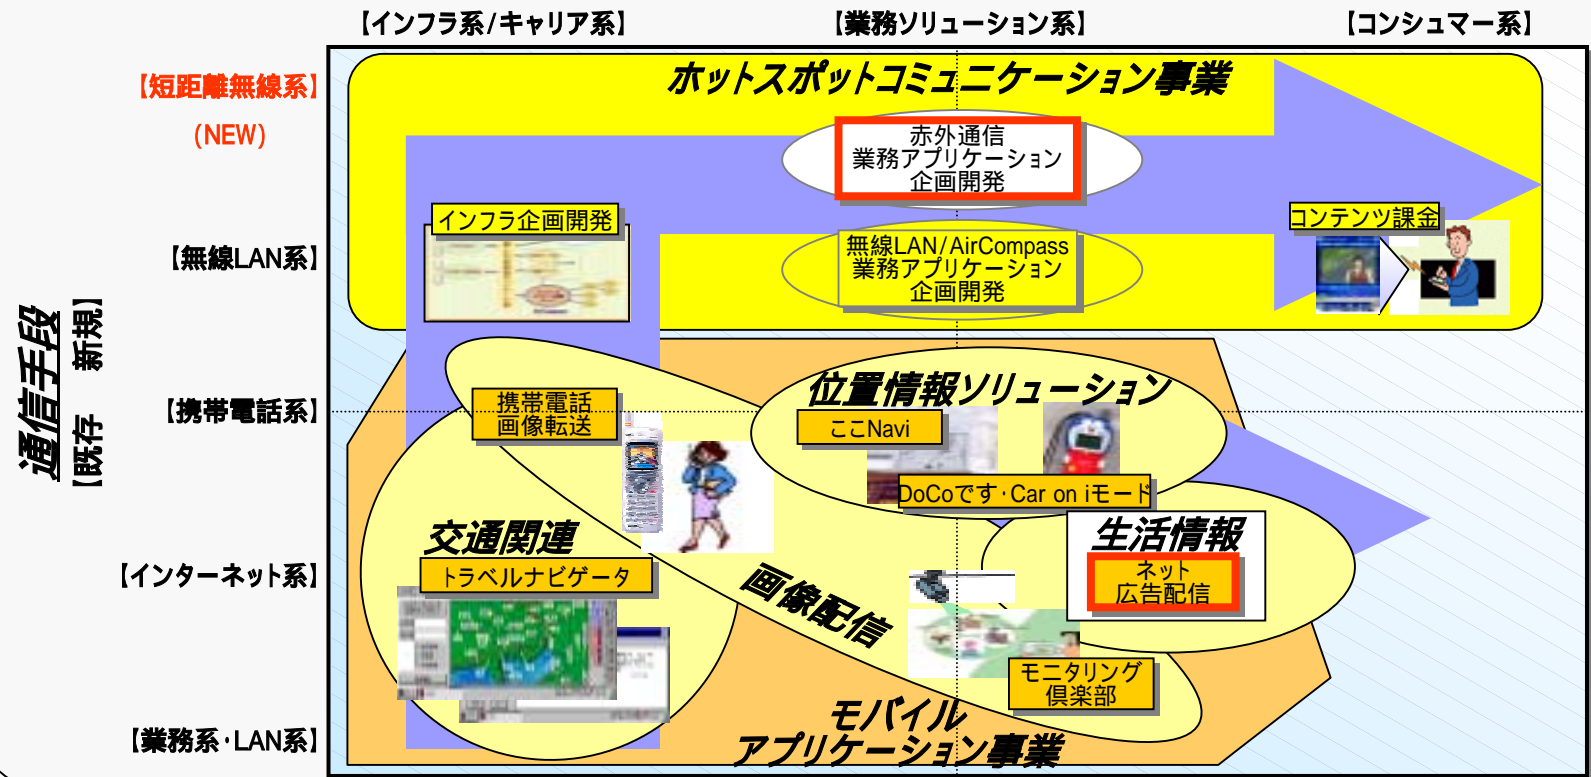 【インフラ系/キャリア系】
【業務ソリューション系】
【コンシュマー系】
【短距離無線系】
(NEW)
【無線LAN系】
【携帯電話系】
【インターネット系】
【業務系･LAN系】
通信手段
【既存　新規】
ホットスポットコミュニケーション事業
赤外通信
業務アプリケーション
企画開発
インフラ企画開発
無線LAN/AirCompass
業務アプリケーション
企画開発
コンテンツ課金
携帯電話
画像転送
位置情報ソリューション
ここNavi
DoCoです･Car on iモード
交通関連
トラベルナビゲータ
画像配信
生活情報
ネット
広告配信
モニタリング
倶楽部
モバイル
アプリケーション事業